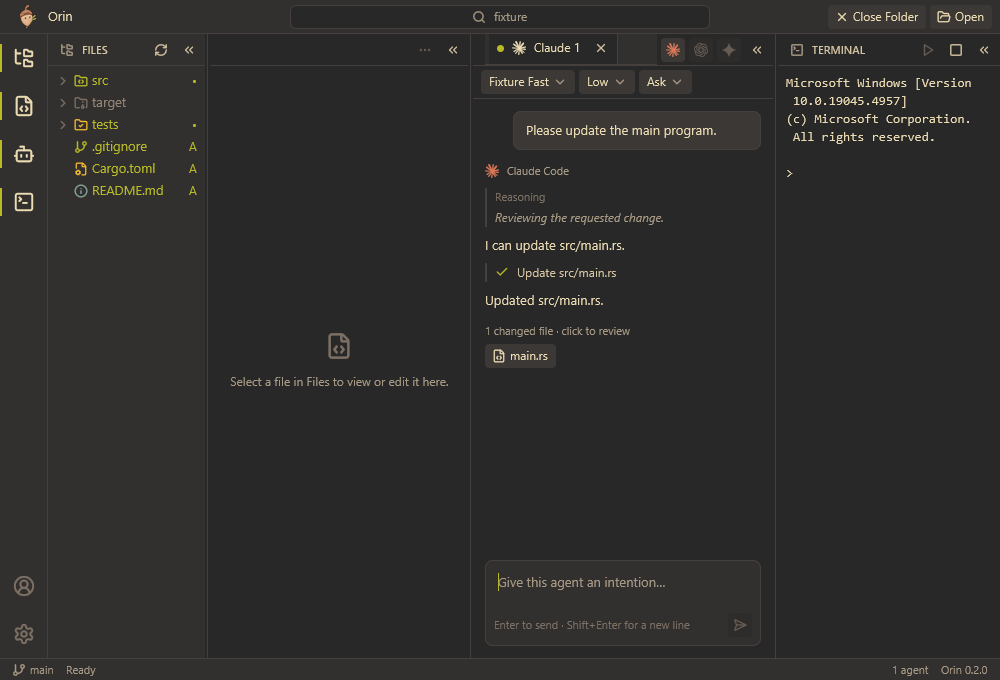 Orin
fixture
Close Folder
Open
FILES
src
target
tests
.gitignore A
Cargo.toml A
README.md A
Select a file in Files to view or edit it here.
Claude 1
Fixture Fast
Low
Ask
Please update the main program.
Claude Code
Reasoning
Reviewing the requested change.
I can update src/main.rs.
Update src/main.rs
Updated src/main.rs.
1 changed file · click to review
main.rs
Give this agent an intention...
Enter to send · Shift+Enter for a new line
TERMINAL
Microsoft Windows [Version
10.0.19045.4957]
(c) Microsoft Corporation.
All rights reserved.
>
main
Ready
1 agent
Orin 0.2.0